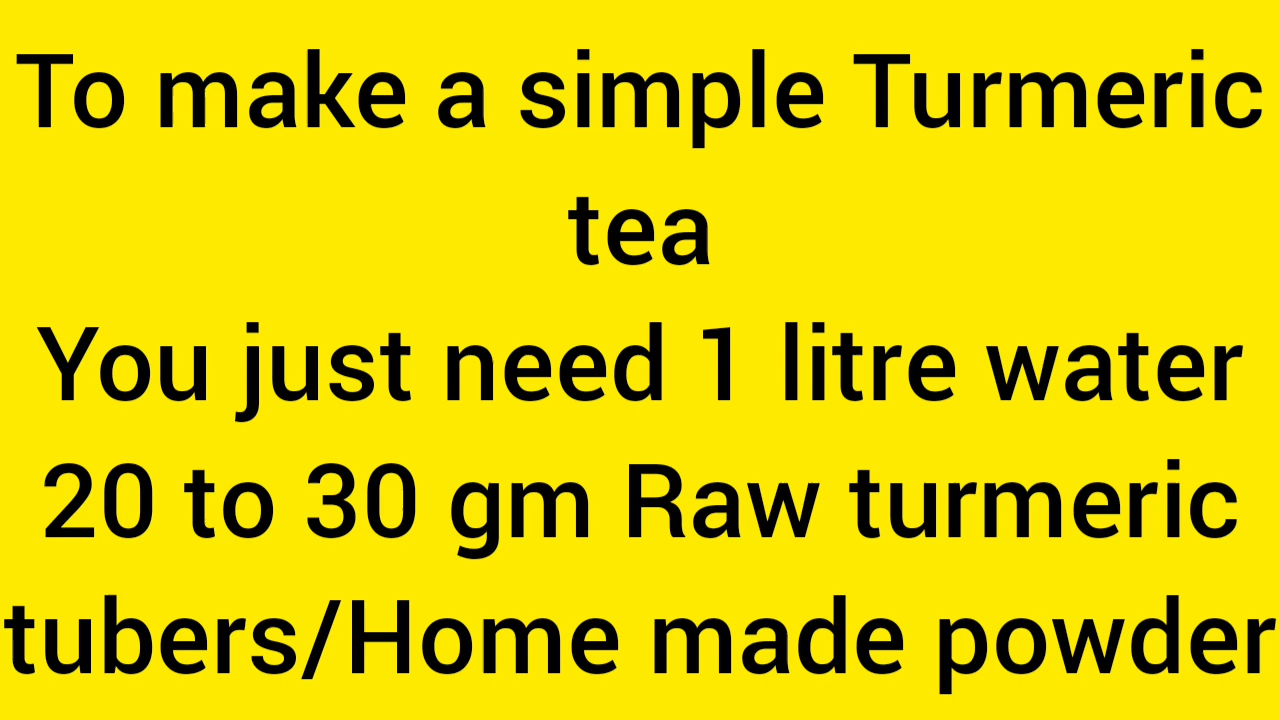 To make a simple Turmeric
tea
You just need 1 litre water
20 to 30 gm Raw turmeric
tubers/Home made powder